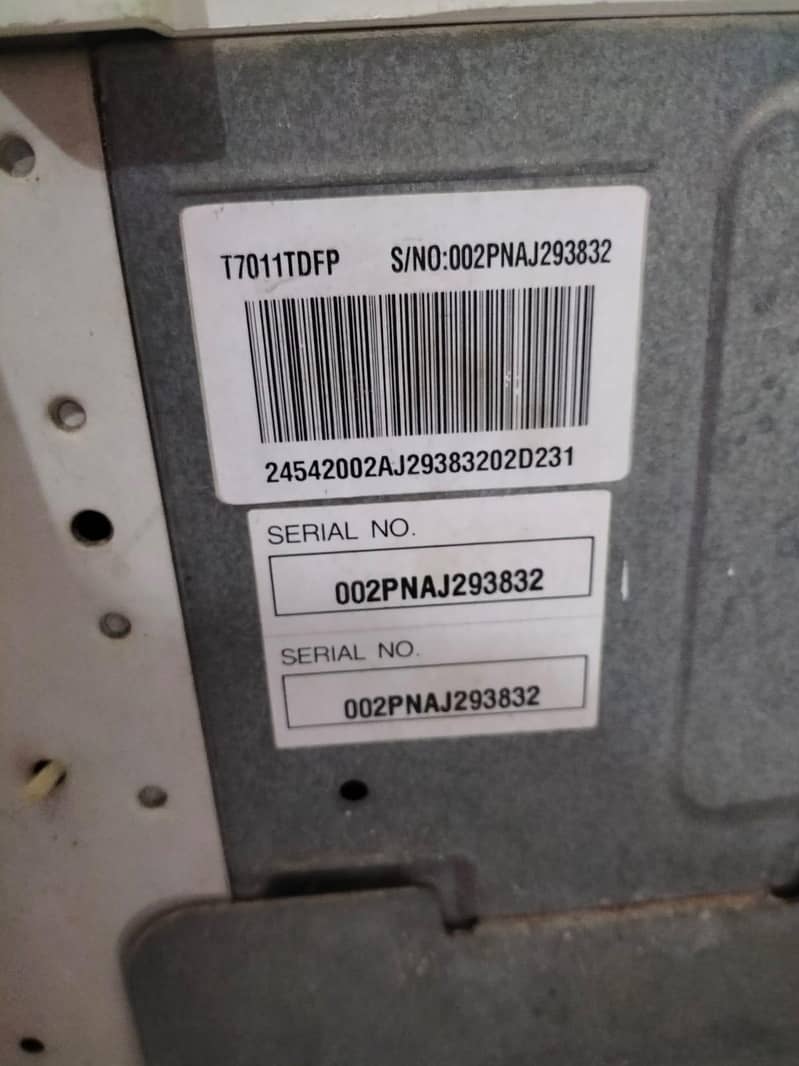 T7011TDFP S/NO:002PNAJ293832
24542002AJ29383202D231
SERIAL NO.
002PNAJ293832
SERIAL NO.
002PNAJ293832